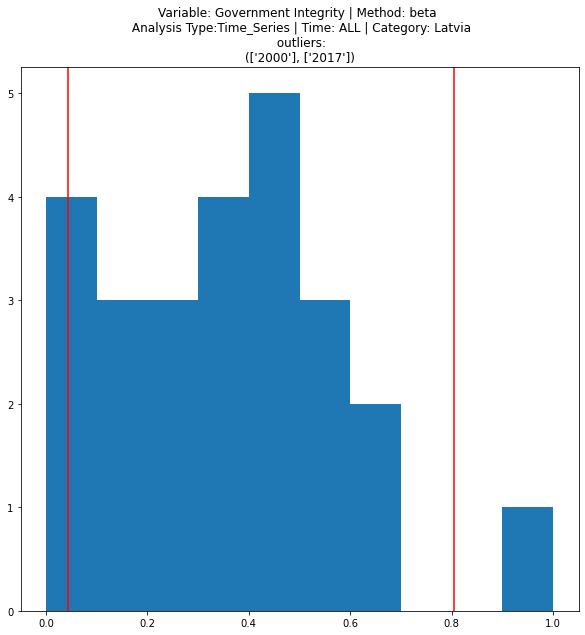 Variable: Government Integrity | Method: beta
Analysis Type:Time_Series | Time: ALL | Category: Latvia
outliers:
(['2000'], ['2017'])
5
4
3
2
1
0
0.0 0.2 0.4 0.6 0.8 1.0